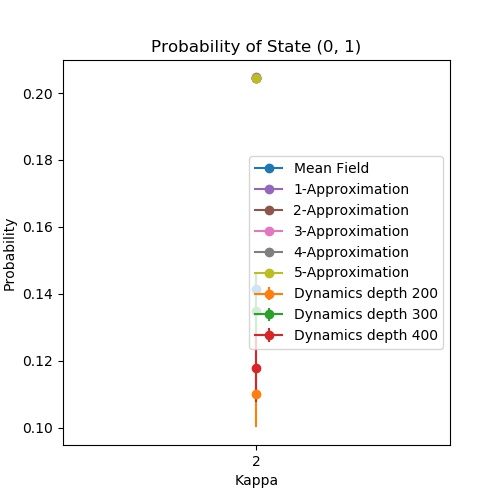 Probability of State (0, 1)
Probability
0.20
0.18
0.16
0.14
0.12
0.10
Mean Field
1-Approximation
2-Approximation
3-Approximation
4-Approximation
5-Approximation
Dynamics depth 200
Dynamics depth 300
Dynamics depth 400
2
Kappa